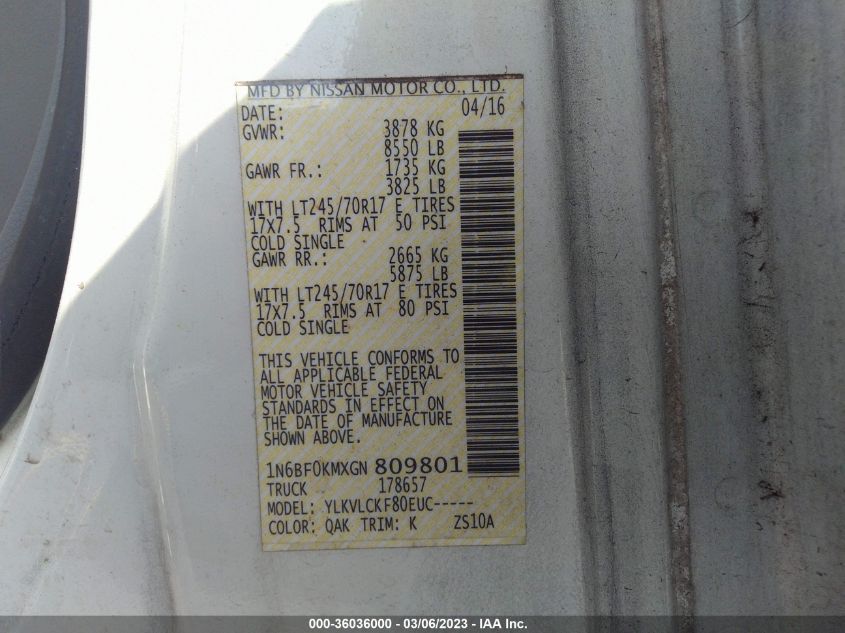 MFD BY NISSAN MOTOR CO., LTD.
DATE: 04/16
GVWR: 3878 KG
8550 LB
GAWR FR.: 1735 KG
3825 LB
WITH LT245/70R17 E TIRES
17X7.5 RIMS AT 50 PSI
COLD SINGLE
GAWR RR.: 2665 KG
5875 LB
WITH LT245/70R17 E TIRES
17X7.5 RIMS AT 80 PSI
COLD SINGLE
THIS VEHICLE CONFORMS TO
ALL APPLICABLE FEDERAL
MOTOR VEHICLE SAFETY
STANDARDS IN EFFECT ON
THE DATE OF MANUFACTURE
SHOWN ABOVE.
1N6BF0KMXGN 809801
TRUCK 178657
MODEL: YLKVLCKF80EUC-----
COLOR: QAK TRIM: K ZS10A
000-36036000 - 03/06/2023 - IAA Inc.